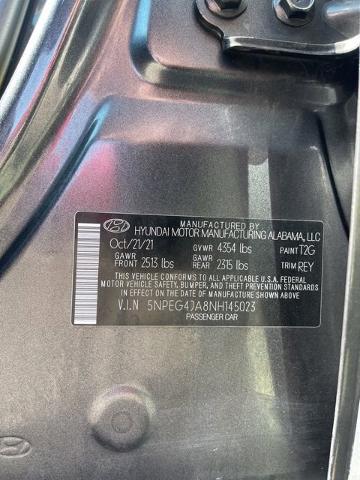 MANUFACTURED BY
HYUNDAI MOTOR MANUFACTURING ALABAMA, LLC
Oct/21/21 GVWR 4354 lbs PAINT T2G
GAWR FRONT 2513 lbs GAWR REAR 2315 lbs TRIM REY
THIS VEHICLE CONFORMS TO ALL APPLICABLE U.S.A. FEDERAL
MOTOR VEHICLE SAFETY, BUMPER, AND THEFT PREVENTION
STANDARDS IN EFFECT ON THE DATE OF MANUFACTURE SHOWN ABOVE.
V.I.N 5NPEG4JA8NH145023
PASSENGER CAR